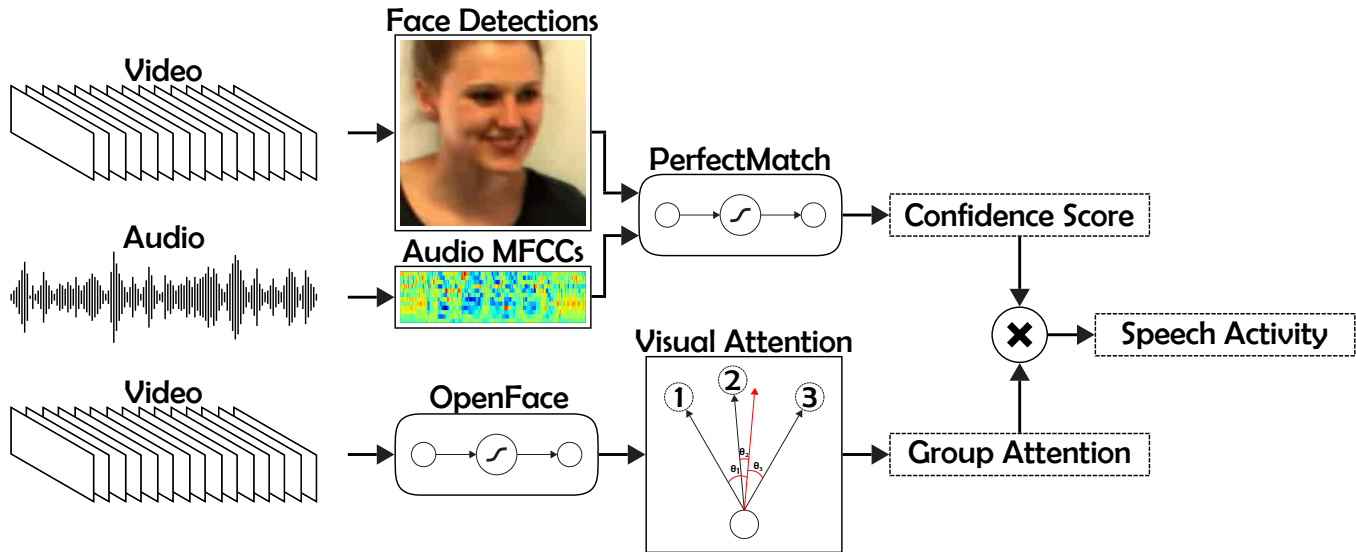 Face Detections
Video
PerfectMatch
Confidence Score
Audio
Audio MFCCs
Speech Activity
Visual Attention
Video
OpenFace
1
2
3
θ1
θ2
θ3
Group Attention